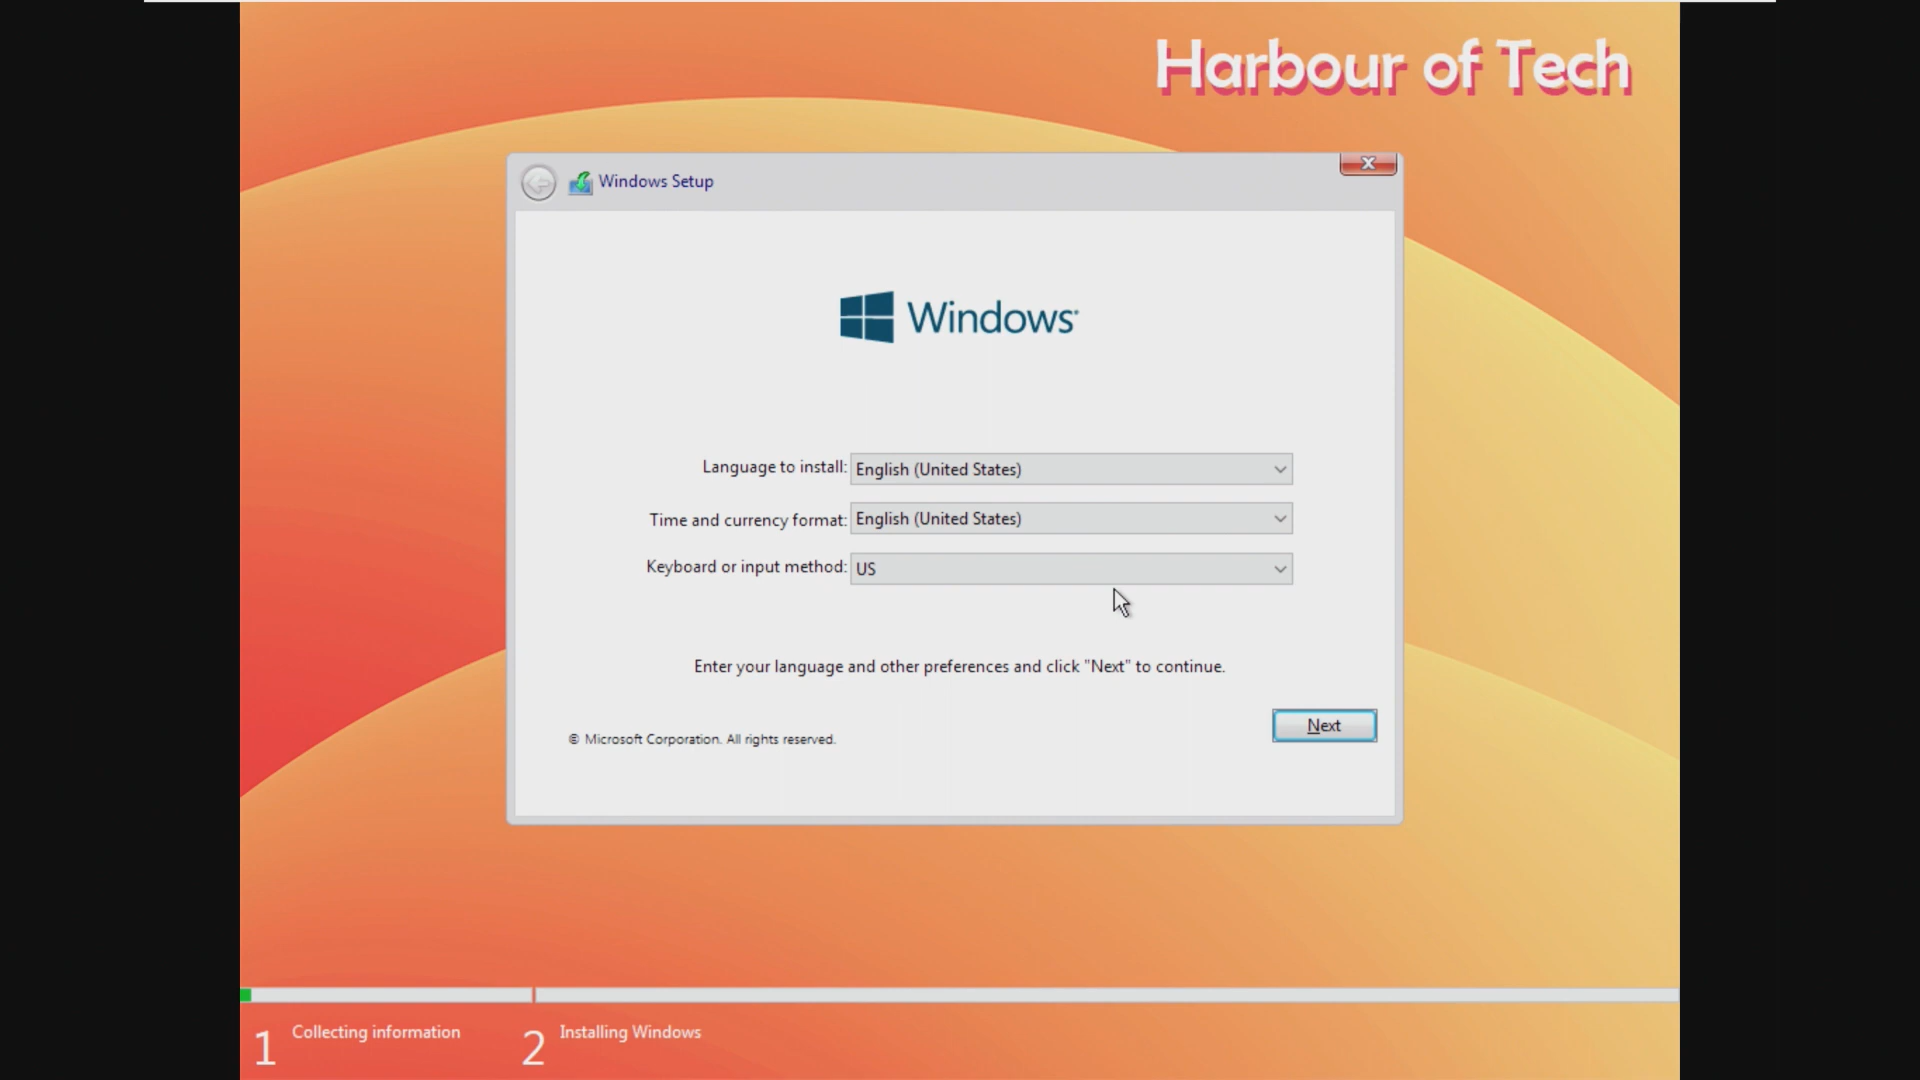 Harbour of Tech
Windows Setup
Windows
Language to install: English (United States)
Time and currency format: English (United States)
Keyboard or input method: US
Enter your language and other preferences and click "Next" to continue.
Next
© Microsoft Corporation. All rights reserved.
1 Collecting information
2 Installing Windows